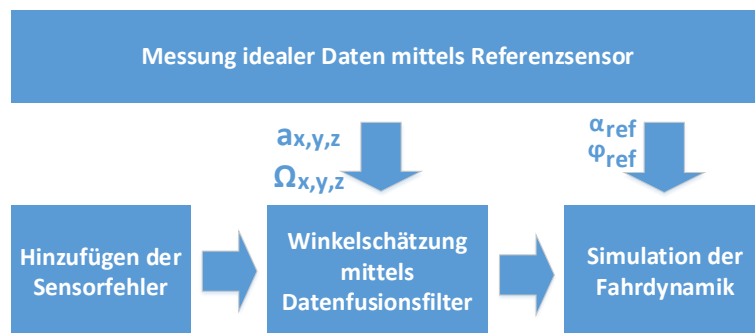 Messung idealer Daten mittels Referenzsensor
ax,y,z
Ωx,y,z
αref
φref
Hinzufügen der
Sensorfehler
Winkelschätzung
mittels
Datenfusionsfilter
Simulation der
Fahrdynamik